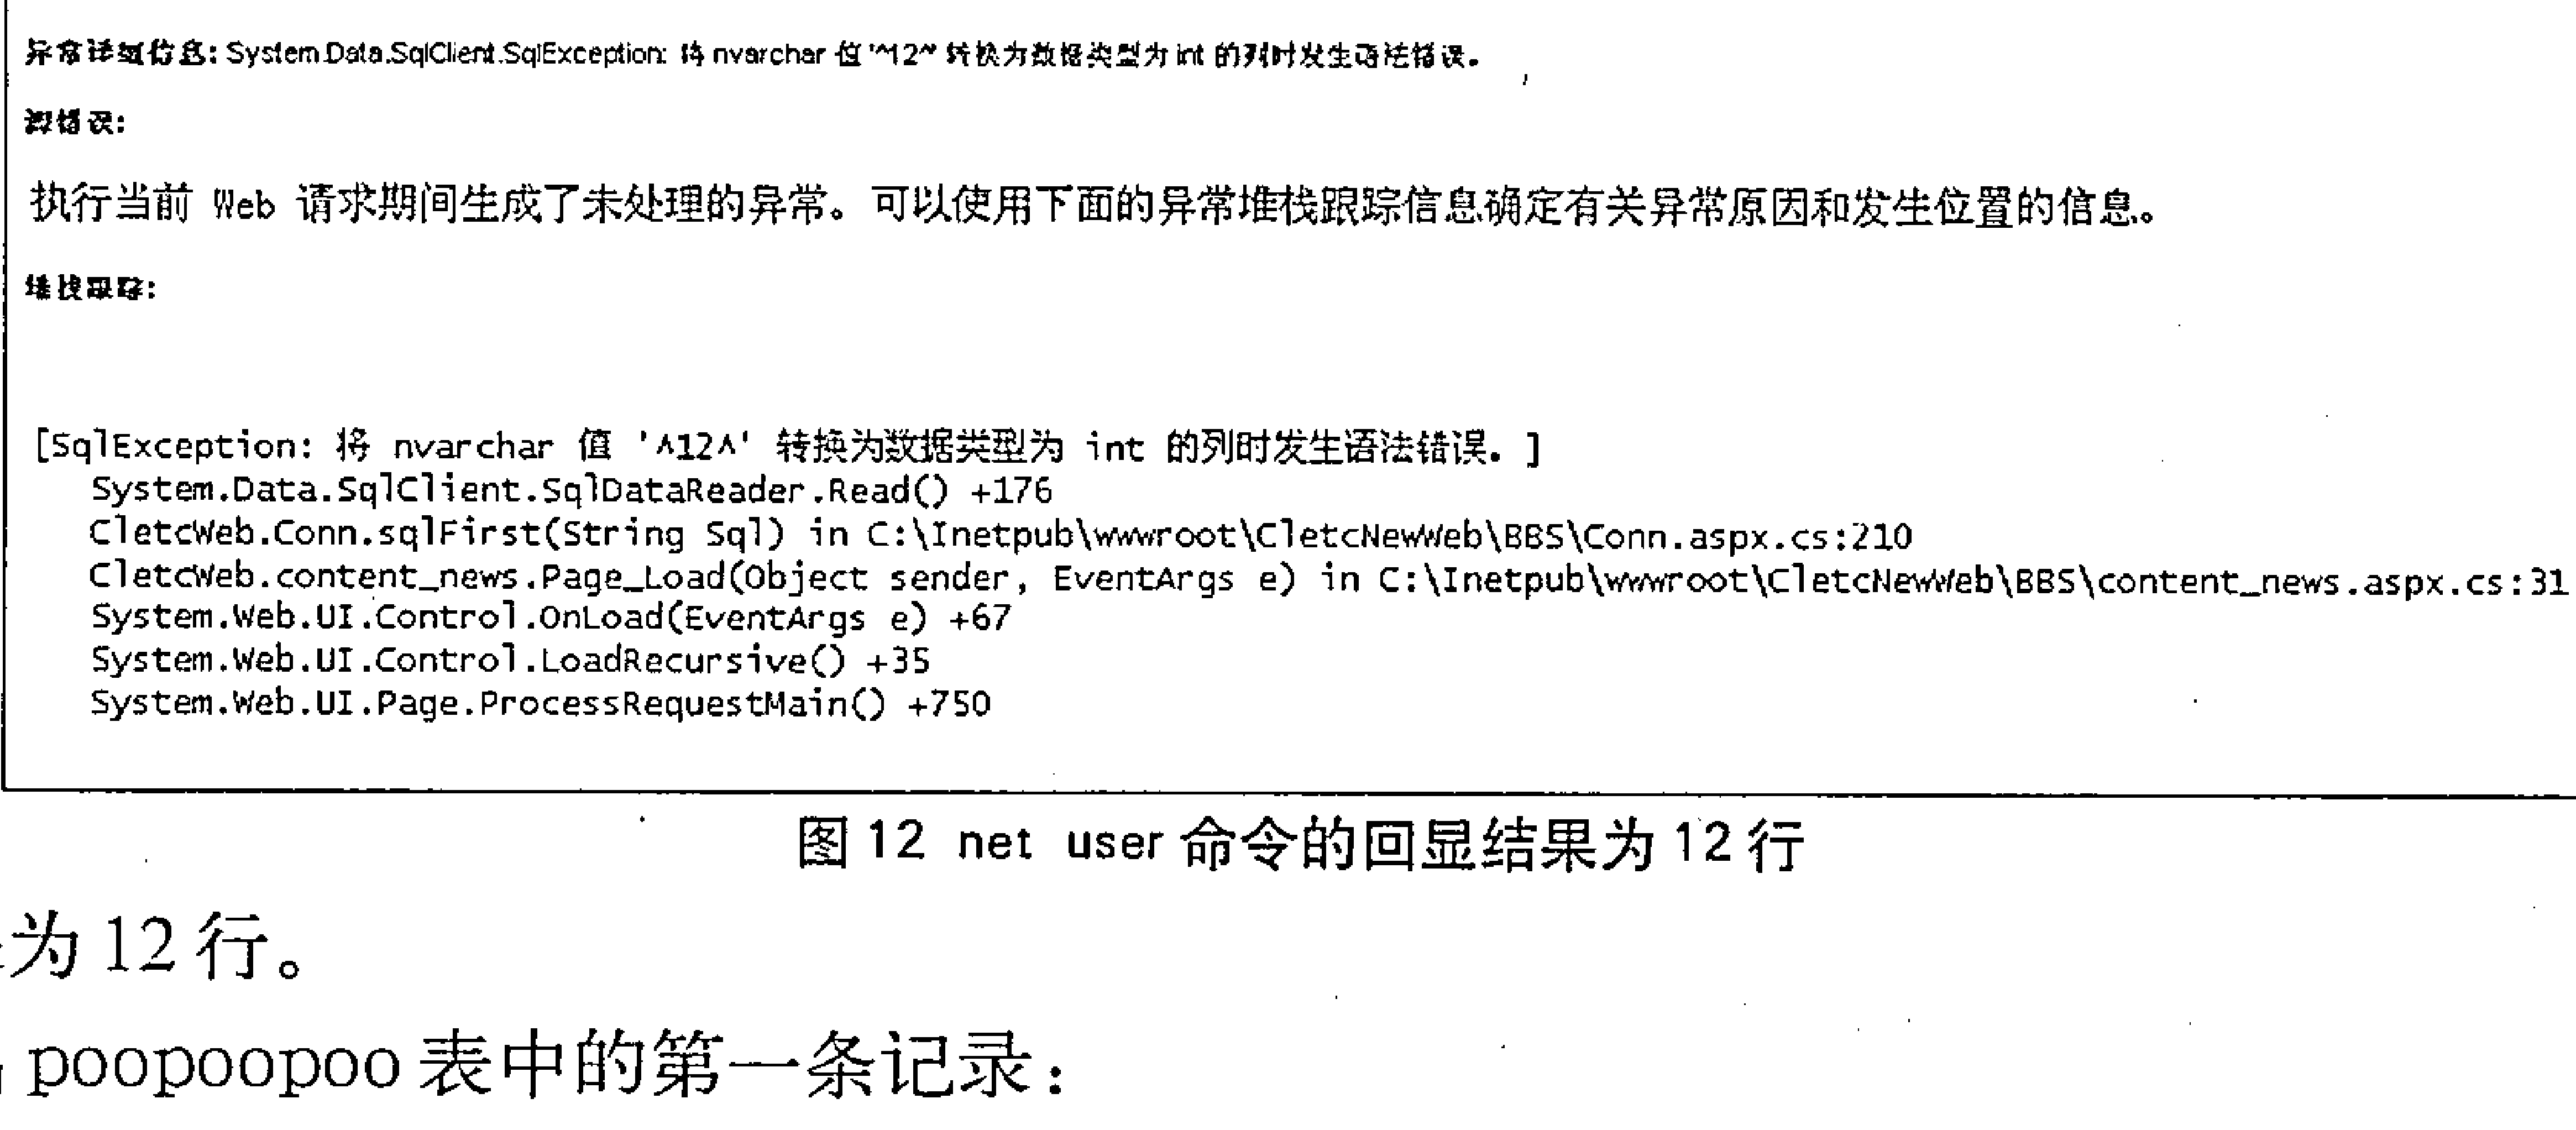 异常详细信息: System.Data.SqlClient.SqlException: 将 nvarchar 值 '^12^' 转换为数据类型为 int 的列时发生语法错误。
源错误:
执行当前 Web 请求期间生成了未处理的异常。可以使用下面的异常堆栈跟踪信息确定有关异常原因和发生位置的信息。
堆栈跟踪:
[SqlException: 将 nvarchar 值 '^12^' 转换为数据类型为 int 的列时发生语法错误。]
System.Data.SqlClient.SqlDataReader.Read() +176
CletcWeb.Conn.sqlFirst(String Sql) in C:\Inetpub\wwwroot\CletcNewWeb\BBS\Conn.aspx.cs:210
CletcWeb.content_news.Page_Load(Object sender, EventArgs e) in C:\Inetpub\wwwroot\CletcNewWeb\BBS\content_news.aspx.cs:31
System.Web.UI.Control.OnLoad(EventArgs e) +67
System.Web.UI.Control.LoadRecursive() +35
System.Web.UI.Page.ProcessRequestMain() +750
图 12 net user 命令的回显结果为 12 行
为 12 行。
poopoopoo 表中的第一条记录：